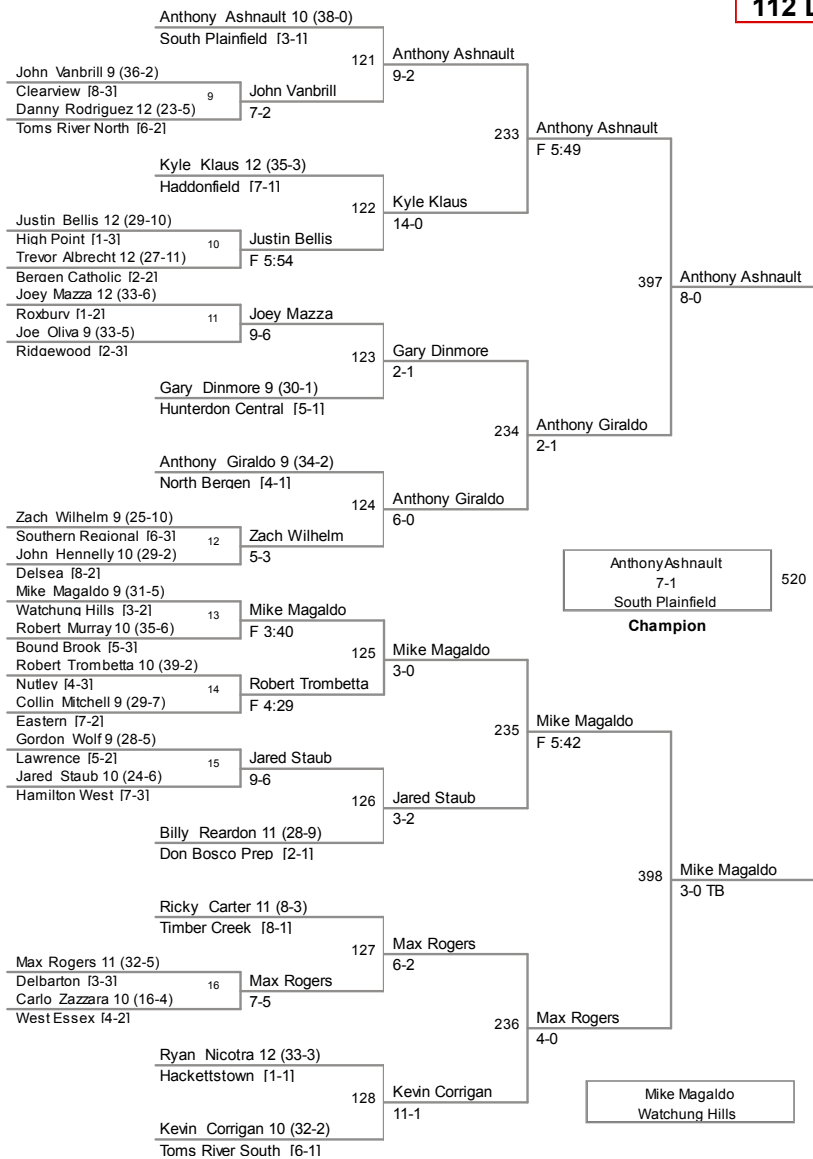 112 L
Anthony Ashnault 10 (38-0)
South Plainfield [3-1]
121
Anthony Ashnault
9-2
John Vanbrill 9 (36-2)
Clearview [8-3]
9
John Vanbrill
7-2
Danny Rodriguez 12 (23-5)
Toms River North [6-2]
233
Anthony Ashnault
F 5:49
Kyle Klaus 12 (35-3)
Haddonfield [7-1]
122
Kyle Klaus
14-0
Justin Bellis 12 (29-10)
High Point [1-3]
10
Justin Bellis
F 5:54
Trevor Albrecht 12 (27-11)
Bergen Catholic [2-2]
397
Anthony Ashnault
8-0
Joey Mazza 12 (33-6)
Roxbury [1-2]
11
Joey Mazza
9-6
Joe Oliva 9 (33-5)
Ridgewood [2-3]
123
Gary Dinmore
2-1
Gary Dinmore 9 (30-1)
Hunterdon Central [5-1]
234
Anthony Giraldo
2-1
Anthony Giraldo 9 (34-2)
North Bergen [4-1]
124
Anthony Giraldo
6-0
Zach Wilhelm 9 (25-10)
Southern Regional [6-3]
12
Zach Wilhelm
5-3
John Hennelly 10 (29-2)
Delsea [8-2]
AnthonyAshnault
7-1
South Plainfield
520
Champion
Mike Magaldo 9 (31-5)
Watchung Hills [3-2]
13
Mike Magaldo
F 3:40
Robert Murray 10 (35-6)
Bound Brook [5-3]
125
Mike Magaldo
3-0
Robert Trombetta 10 (39-2)
Nutley [4-3]
14
Robert Trombetta
F 4:29
Collin Mitchell 9 (29-7)
Eastern [7-2]
235
Mike Magaldo
F 5:42
Gordon Wolf 9 (28-5)
Lawrence [5-2]
15
Jared Staub
9-6
Jared Staub 10 (24-6)
Hamilton West [7-3]
126
Jared Staub
3-2
Billy Reardon 11 (28-9)
Don Bosco Prep [2-1]
398
Mike Magaldo
3-0 TB
Ricky Carter 11 (8-3)
Timber Creek [8-1]
127
Max Rogers
6-2
Max Rogers 11 (32-5)
Delbarton [3-3]
16
Max Rogers
7-5
Carlo Zazzara 10 (16-4)
West Essex [4-2]
236
Max Rogers
4-0
Ryan Nicotra 12 (33-3)
Hackettstown [1-1]
128
Kevin Corrigan
11-1
Kevin Corrigan 10 (32-2)
Toms River South [6-1]
Mike Magaldo
Watchung Hills